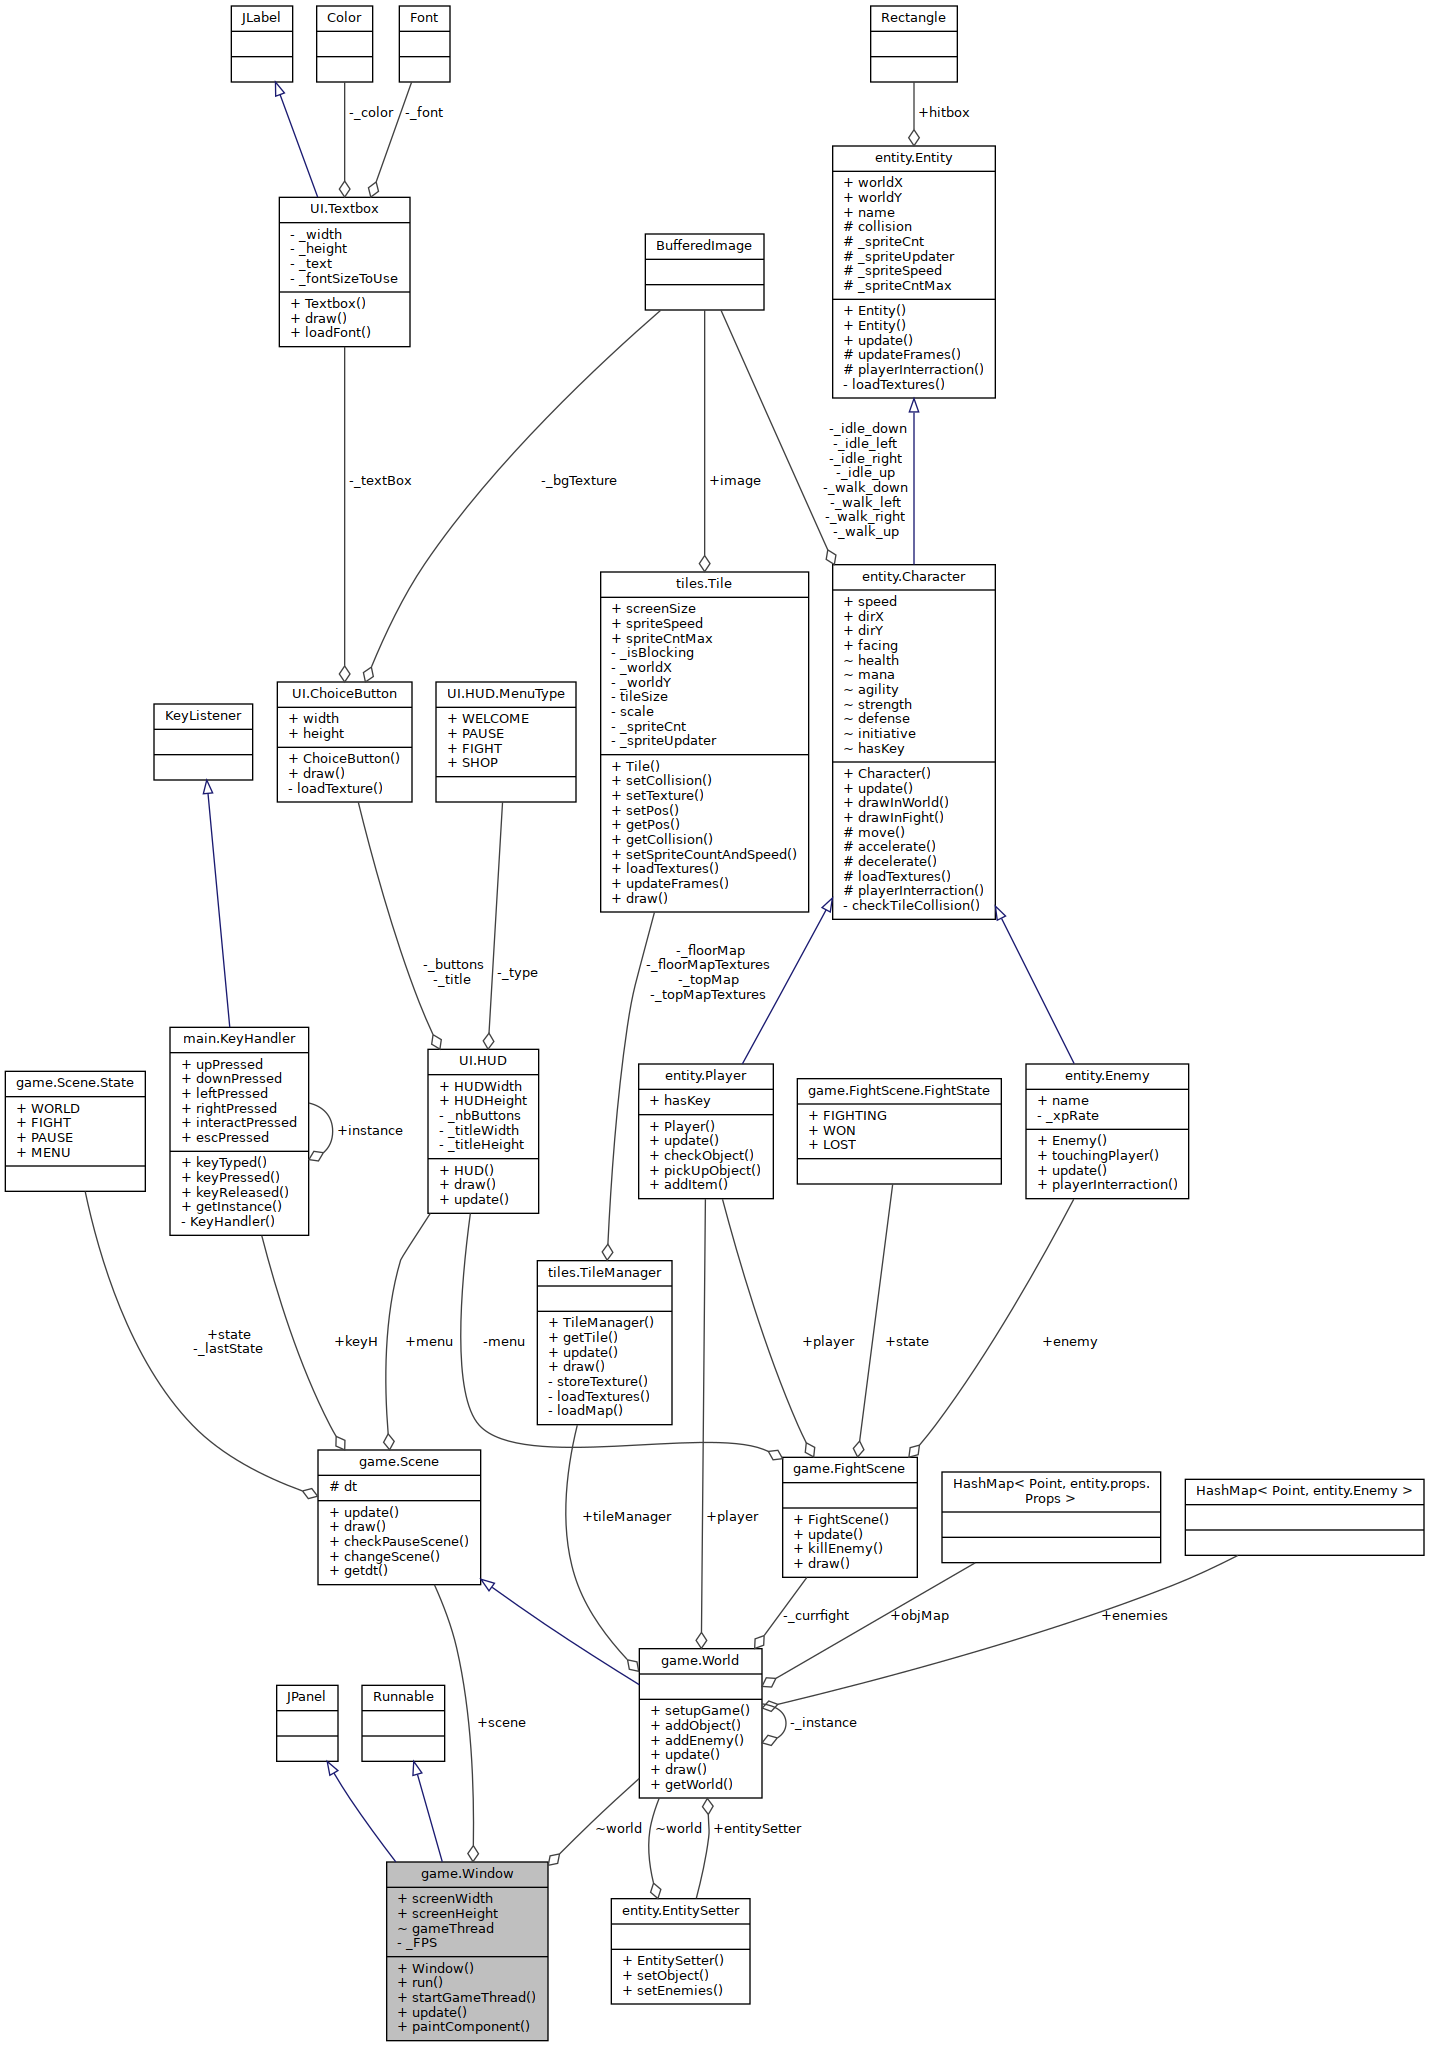 JLabel
Color
Font
Rectangle
-_color
-_font
+hitbox
entity.Entity
+ worldX
+ worldY
+ name
# collision
# _spriteCnt
# _spriteUpdater
# _spriteSpeed
# _spriteCntMax
+ Entity()
+ Entity()
+ update()
# updateFrames()
# playerInterraction()
- loadTextures()
UI.Textbox
- _width
- _height
- _text
- _fontSizeToUse
+ Textbox()
+ draw()
+ loadFont()
BufferedImage
-_textBox
-_bgTexture
+image
-_idle_down
-_idle_left
-_idle_right
-_idle_up
-_walk_down
-_walk_left
-_walk_right
-_walk_up
tiles.Tile
+ screenSize
+ spriteSpeed
+ spriteCntMax
- _isBlocking
- _worldX
- _worldY
- tileSize
- scale
- _spriteCnt
- _spriteUpdater
+ Tile()
+ setCollision()
+ setTexture()
+ setPos()
+ getPos()
+ getCollision()
+ setSpriteCountAndSpeed()
+ loadTextures()
+ updateFrames()
+ draw()
entity.Character
+ speed
+ dirX
+ dirY
+ facing
~ health
~ mana
~ agility
~ strength
~ defense
~ initiative
~ hasKey
+ Character()
+ update()
+ drawInWorld()
+ drawInFight()
# move()
# accelerate()
# decelerate()
# loadTextures()
# playerInterraction()
- checkTileCollision()
KeyListener
UI.ChoiceButton
+ width
+ height
+ ChoiceButton()
+ draw()
- loadTexture()
UI.HUD.MenuType
+ WELCOME
+ PAUSE
+ FIGHT
+ SHOP
-_buttons
-_title
-_type
-_floorMap
-_floorMapTextures
-_topMap
-_topMapTextures
game.Scene.State
+ WORLD
+ FIGHT
+ PAUSE
+ MENU
main.KeyHandler
+ upPressed
+ downPressed
+ leftPressed
+ rightPressed
+ interactPressed
+ escPressed
+ keyTyped()
+ keyPressed()
+ keyReleased()
+ getInstance()
- KeyHandler()
+instance
UI.HUD
+ HUDWidth
+ HUDHeight
- _nbButtons
- _titleWidth
- _titleHeight
+ HUD()
+ draw()
+ update()
entity.Player
+ hasKey
+ Player()
+ update()
+ checkObject()
+ pickUpObject()
+ addItem()
game.FightScene.FightState
+ FIGHTING
+ WON
+ LOST
entity.Enemy
+ name
- _xpRate
+ Enemy()
+ touchingPlayer()
+ update()
+ playerInterraction()
tiles.TileManager
+ TileManager()
+ getTile()
+ update()
+ draw()
- storeTexture()
- loadTextures()
- loadMap()
+state
-_lastState
+keyH
+menu
-menu
+player
+state
+enemy
game.Scene
# dt
+ update()
+ draw()
+ checkPauseScene()
+ changeScene()
+ getdt()
+tileManager
+player
game.FightScene
+ FightScene()
+ update()
+ killEnemy()
+ draw()
HashMap< Point, entity.props.
Props >
HashMap< Point, entity.Enemy >
-_currfight
+objMap
+enemies
JPanel
Runnable
+scene
game.World
+ setupGame()
+ addObject()
+ addEnemy()
+ update()
+ draw()
+ getWorld()
-_instance
~world
~world
+entitySetter
game.Window
+ screenWidth
+ screenHeight
~ gameThread
- _FPS
+ Window()
+ run()
+ startGameThread()
+ update()
+ paintComponent()
entity.EntitySetter
+ EntitySetter()
+ setObject()
+ setEnemies()